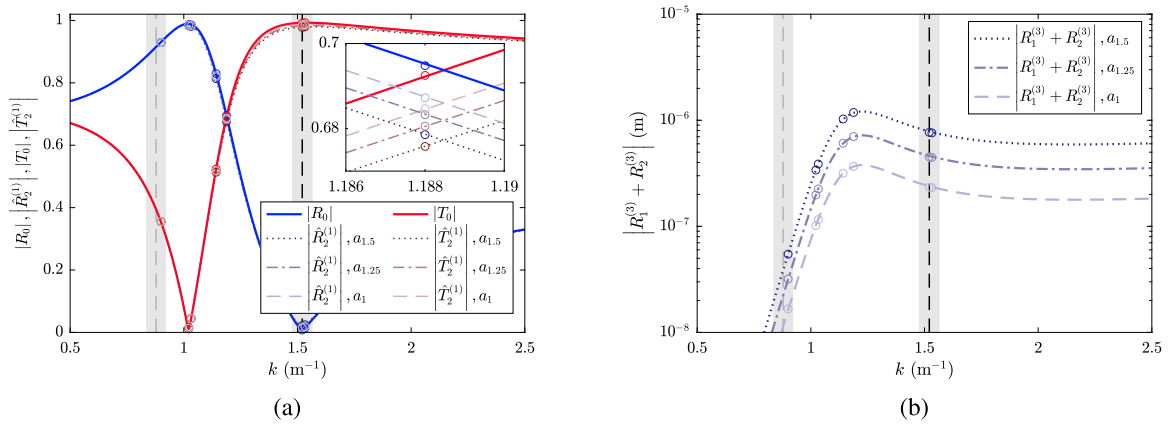 |R₀|, |R̂₂⁽¹⁾|, |T₀|, |T̂₂⁽¹⁾|
1
0.8
0.6
0.4
0.2
0
0.5
1
1.5
2
2.5
k (m⁻¹)
0.7
0.68
1.186
1.188
1.19
|R₀| |T₀|
|R̂₂⁽¹⁾|, a₁.₅ |T̂₂⁽¹⁾|, a₁.₅
|R̂₂⁽¹⁾|, a₁.₂₅ |T̂₂⁽¹⁾|, a₁.₂₅
|R̂₂⁽¹⁾|, a₁ |T̂₂⁽¹⁾|, a₁
(a)
|R₁⁽³⁾ + R₂⁽³⁾| (m)
10⁻⁵
10⁻⁶
10⁻⁷
10⁻⁸
0.5
1
1.5
2
2.5
k (m⁻¹)
|R₁⁽³⁾ + R₂⁽³⁾|, a₁.₅
|R₁⁽³⁾ + R₂⁽³⁾|, a₁.₂₅
|R₁⁽³⁾ + R₂⁽³⁾|, a₁
(b)